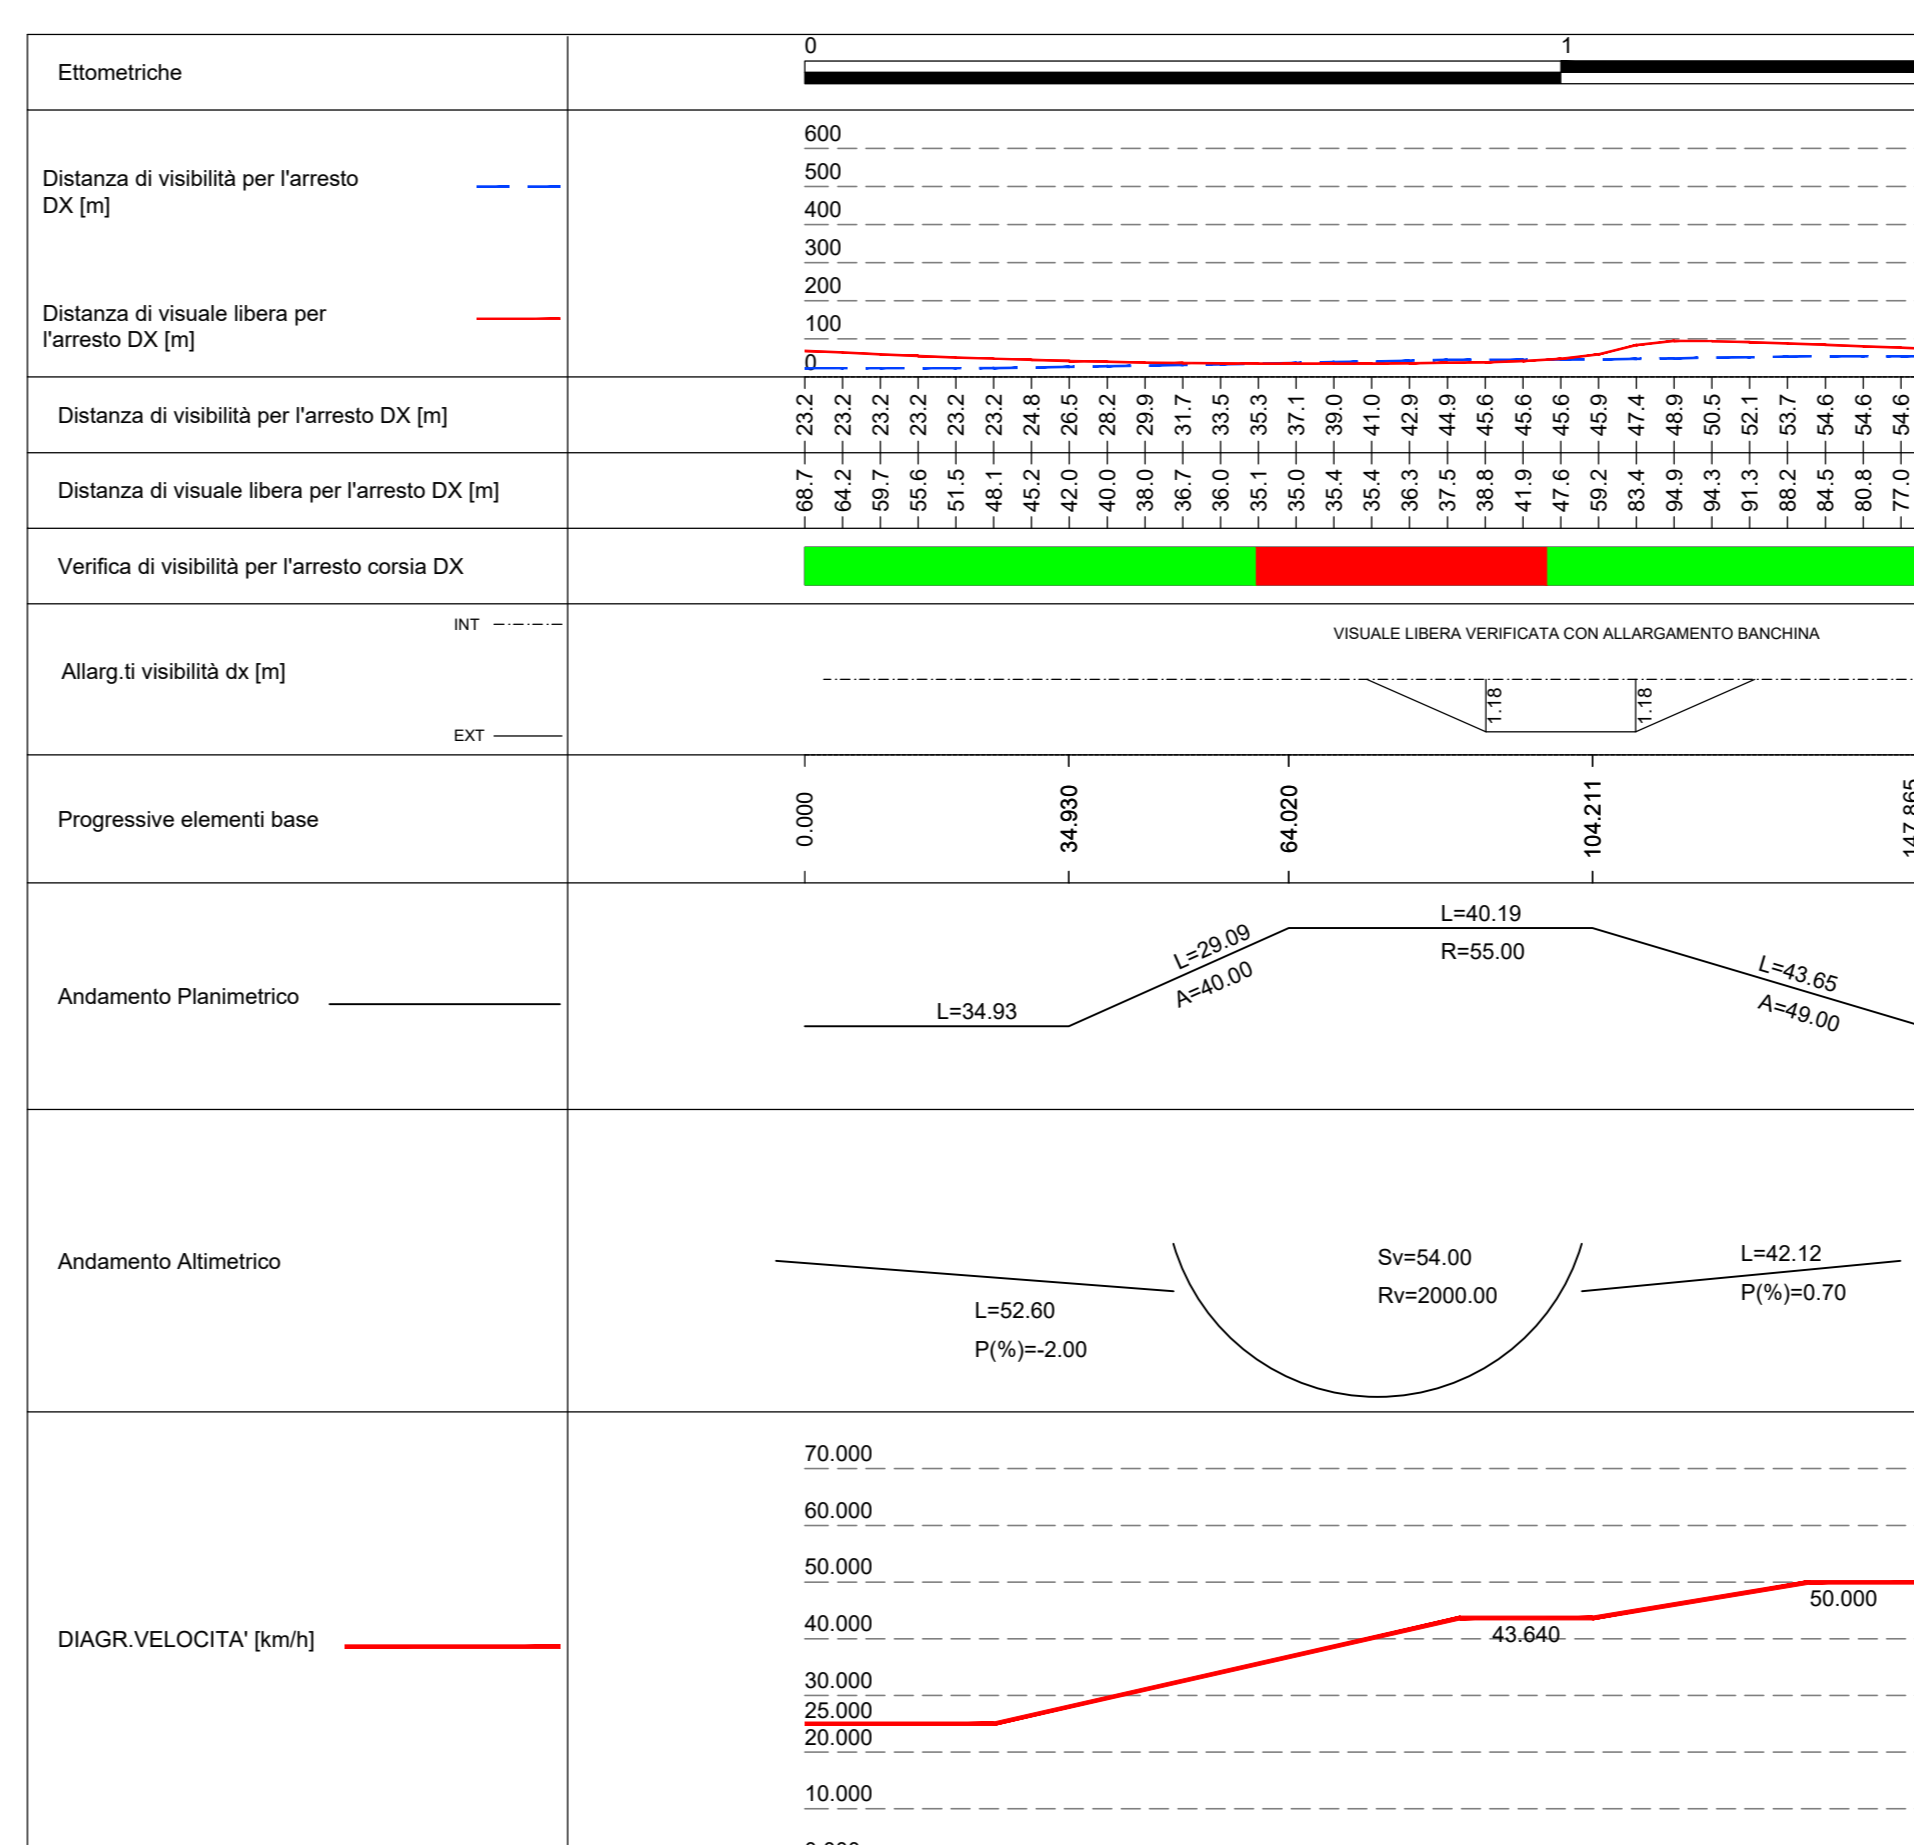 Ettometriche
0
1
Distanza di visibilità per l'arresto
DX [m]
Distanza di visuale libera per
l'arresto DX [m]
600
500
400
300
200
100
0
Distanza di visibilità per l'arresto DX [m]
23.2 23.2 23.2 23.2 23.2 23.2 24.8 26.5 28.2 29.9 31.7 33.5 35.3 37.1 39.0 41.0 42.9 44.9 45.6 45.6 45.6 45.9 47.4 48.9 50.5 52.1 53.7 54.6 54.6 54.6
Distanza di visuale libera per l'arresto DX [m]
68.7 64.2 59.7 55.6 51.5 48.1 45.2 42.0 40.0 38.0 36.7 36.0 35.1 35.0 35.4 35.4 36.3 37.5 38.8 41.9 47.6 59.2 83.4 94.9 94.3 91.3 88.2 84.5 80.8 77.0
Verifica di visibilità per l'arresto corsia DX
INT
Allarg.ti visibilità dx [m]
EXT
VISUALE LIBERA VERIFICATA CON ALLARGAMENTO BANCHINA
1.18
1.18
Progressive elementi base
0.000
34.930
64.020
104.211
147.865
Andamento Planimetrico
L=34.93
L=29.09
A=40.00
L=40.19
R=55.00
L=43.65
A=49.00
Andamento Altimetrico
L=52.60
P(%)=-2.00
Sv=54.00
Rv=2000.00
L=42.12
P(%)=0.70
DIAGR.VELOCITA' [km/h]
70.000
60.000
50.000
40.000
30.000
25.000
20.000
10.000
43.640
50.000